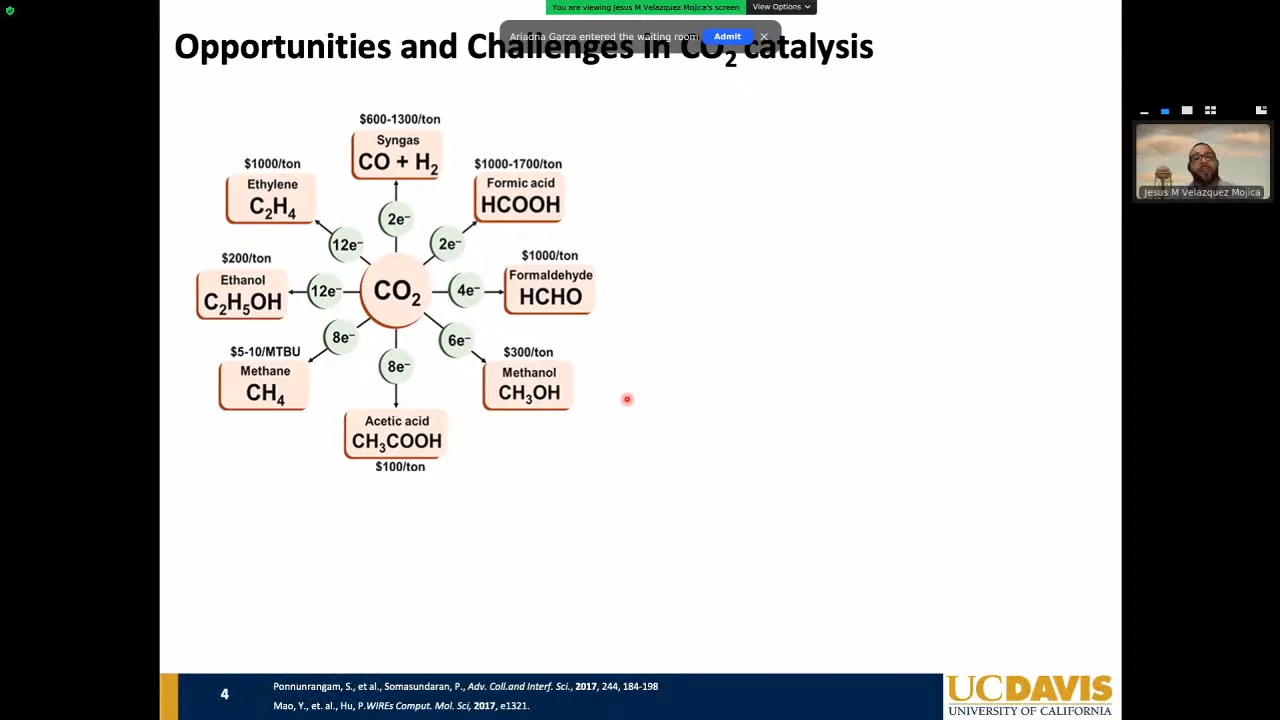 You are viewing Jesus M Velazquez Mojica's screen
View Options
Ariadna Garza entered the waiting room
Admit
Opportunities and Challenges in CO₂ catalysis
$600-1300/ton
Syngas
CO + H₂
$1000/ton
Ethylene
C₂H₄
$1000-1700/ton
Formic acid
HCOOH
2e⁻
12e⁻
2e⁻
$200/ton
Ethanol
C₂H₅OH
12e⁻
CO₂
4e⁻
$1000/ton
Formaldehyde
HCHO
8e⁻
8e⁻
6e⁻
$5-10/MTBU
Methane
CH₄
$300/ton
Methanol
CH₃OH
Acetic acid
CH₃COOH
$100/ton
Jesus M Velazquez Mojica
4
Ponnunrangam, S., et al., Somasundaran, P., Adv. Coll.and Interf. Sci., 2017, 244, 184-198
Mao, Y., et. al., Hu, P.WIREs Comput. Mol. Sci, 2017, e1321.
UCDAVIS
UNIVERSITY OF CALIFORNIA